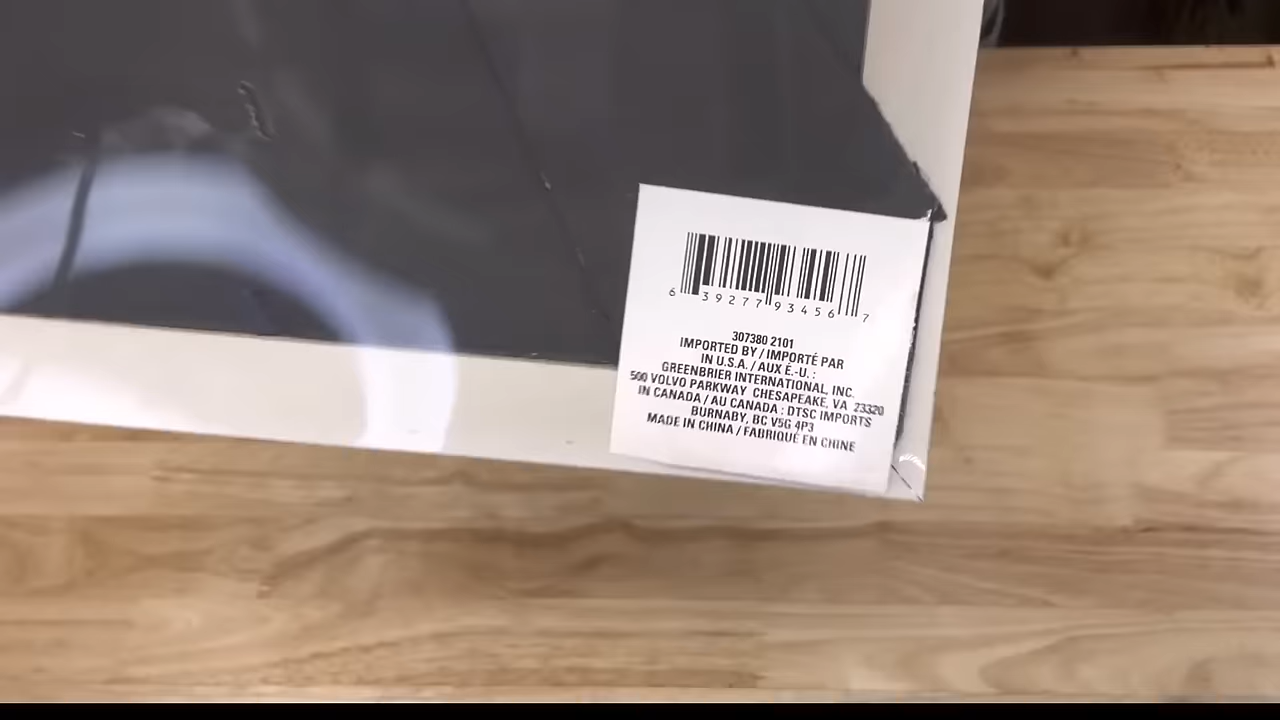 6 39277 93456 7
307380 2101
IMPORTED BY / IMPORTÉ PAR
IN U.S.A. / AUX É.-U. :
GREENBRIER INTERNATIONAL, INC.
500 VOLVO PARKWAY CHESAPEAKE, VA 23320
IN CANADA / AU CANADA : DTSC IMPORTS
BURNABY, BC V5G 4P3
MADE IN CHINA / FABRIQUÉ EN CHINE